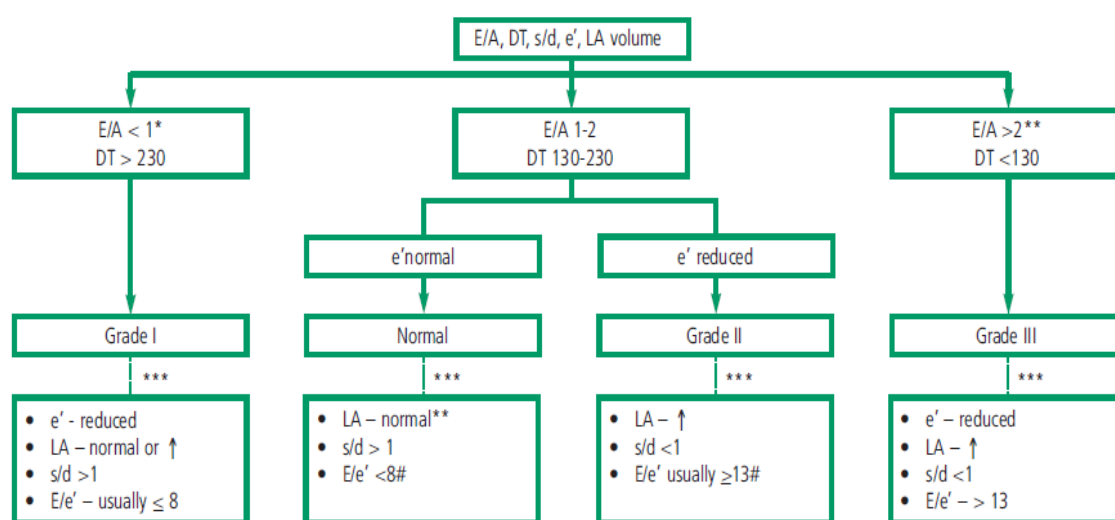 E/A, DT, s/d, e’, LA volume
E/A < 1*
DT > 230
E/A 1-2
DT 130-230
E/A >2**
DT <130
e’normal
e’ reduced
Grade I
Normal
Grade II
Grade III
***
***
***
***
• e’ - reduced
• LA – normal or ↑
• s/d >1
• E/e’ – usually ≤ 8
• LA – normal**
• s/d > 1
• E/e’ <8#
• LA – ↑
• s/d <1
• E/e’ usually ≥13#
• e’ – reduced
• LA – ↑
• s/d <1
• E/e’ – > 13